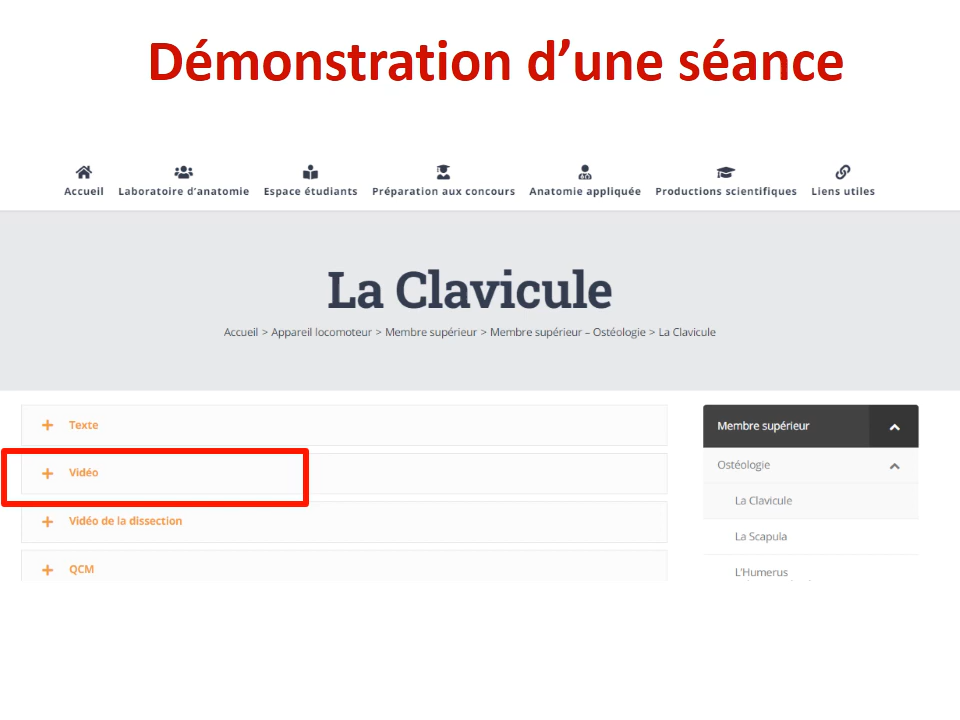 Démonstration d’une séance
Accueil Laboratoire d’anatomie Espace étudiants Préparation aux concours Anatomie appliquée Productions scientifiques Liens utiles
La Clavicule
Accueil > Appareil locomoteur > Membre supérieur > Membre supérieur – Ostéologie > La Clavicule
Texte
Vidéo
Vidéo de la dissection
QCM
Membre supérieur
Ostéologie
La Clavicule
La Scapula
L’Humerus